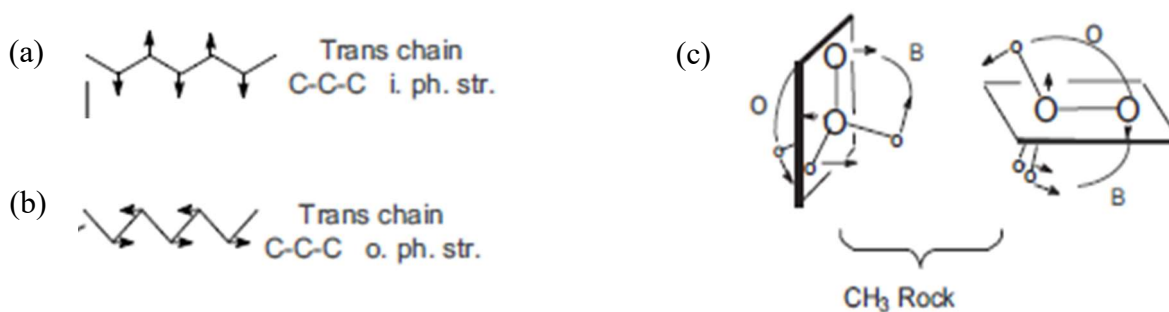 (a)
Trans chain
C-C-C i. ph. str.
(b)
Trans chain
C-C-C o. ph. str.
(c)
O
B
O
O
O
o
o
o
O
B
O
O
o
o
o
CH₃ Rock